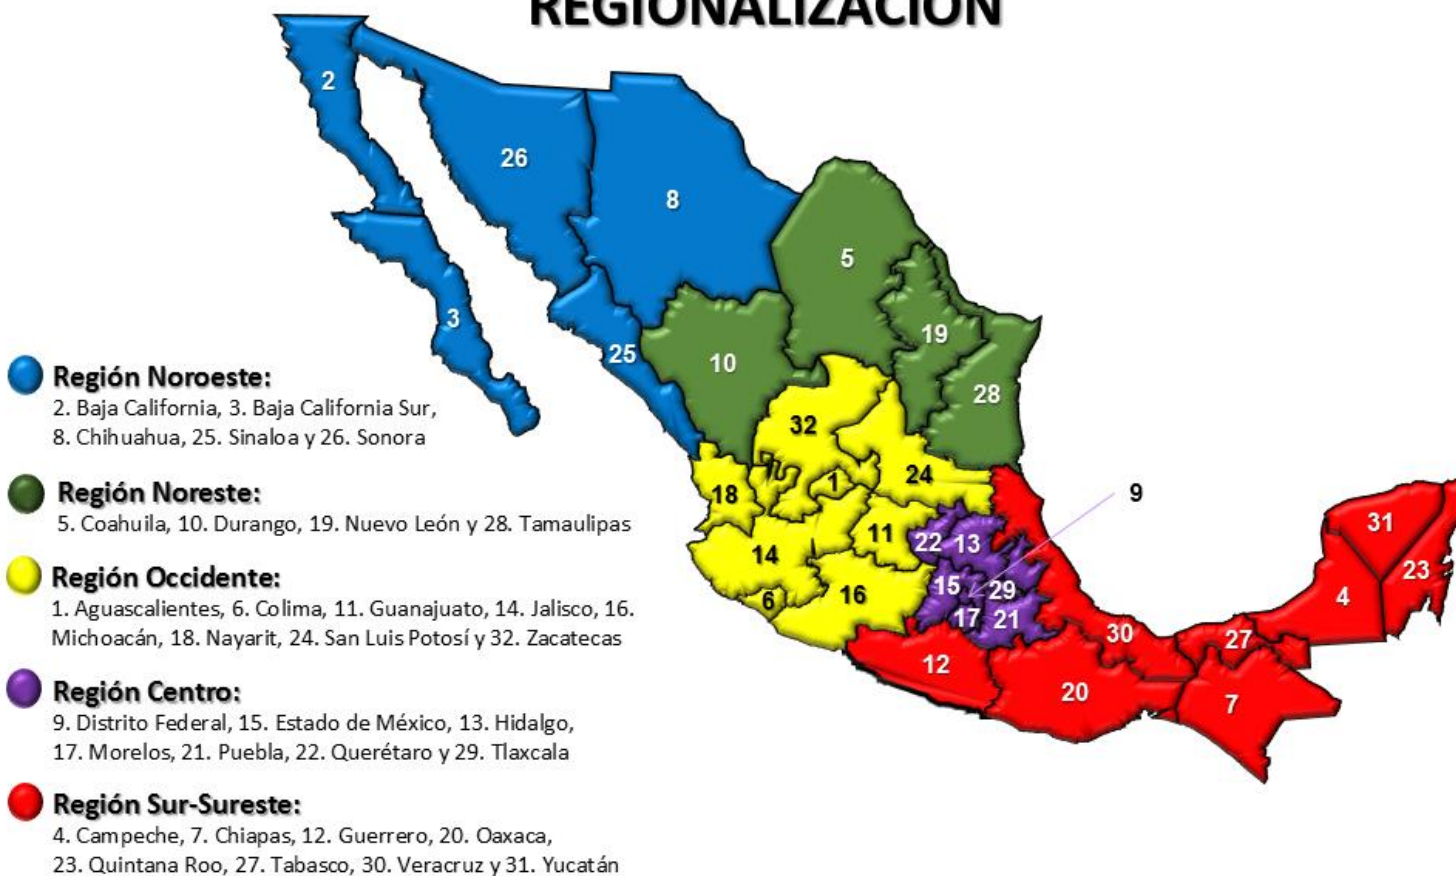 REGIONALIZACIÓN
2
26
8
5
3
19
25
10
28
32
24
1
18
9
11
22
13
31
14
23
15
29
6
16
4
17
21
30
27
12
20
7
Región Noroeste:
2. Baja California, 3. Baja California Sur,
8. Chihuahua, 25. Sinaloa y 26. Sonora
Región Noreste:
5. Coahuila, 10. Durango, 19. Nuevo León y 28. Tamaulipas
Región Occidente:
1. Aguascalientes, 6. Colima, 11. Guanajuato, 14. Jalisco, 16.
Michoacán, 18. Nayarit, 24. San Luis Potosí y 32. Zacatecas
Región Centro:
9. Distrito Federal, 15. Estado de México, 13. Hidalgo,
17. Morelos, 21. Puebla, 22. Querétaro y 29. Tlaxcala
Región Sur-Sureste:
4. Campeche, 7. Chiapas, 12. Guerrero, 20. Oaxaca,
23. Quintana Roo, 27. Tabasco, 30. Veracruz y 31. Yucatán